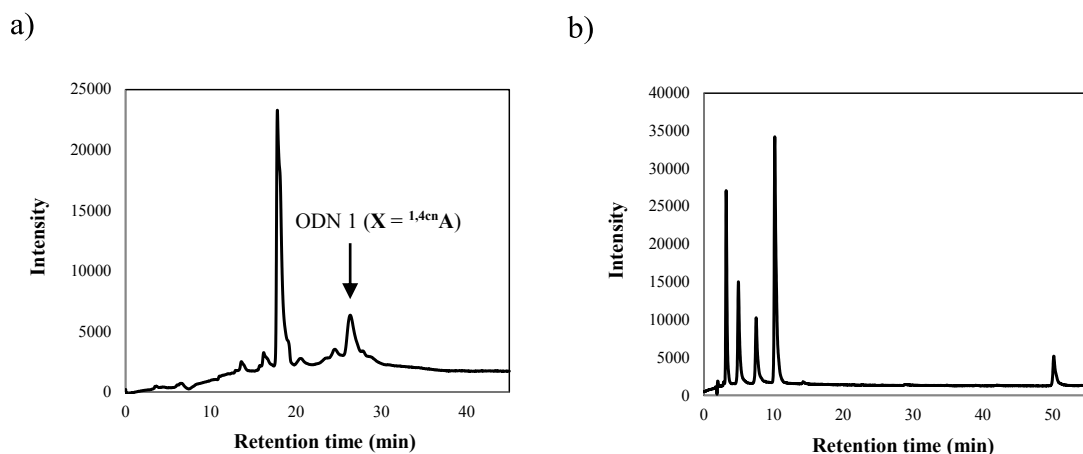 a)
25000
20000
15000
10000
5000
0
Intensity
ODN 1 (X = 1,4cnA)
0 10 20 30 40
Retention time (min)
b)
40000
35000
30000
25000
20000
15000
10000
5000
0
Intensity
0 10 20 30 40 50
Retention time (min)